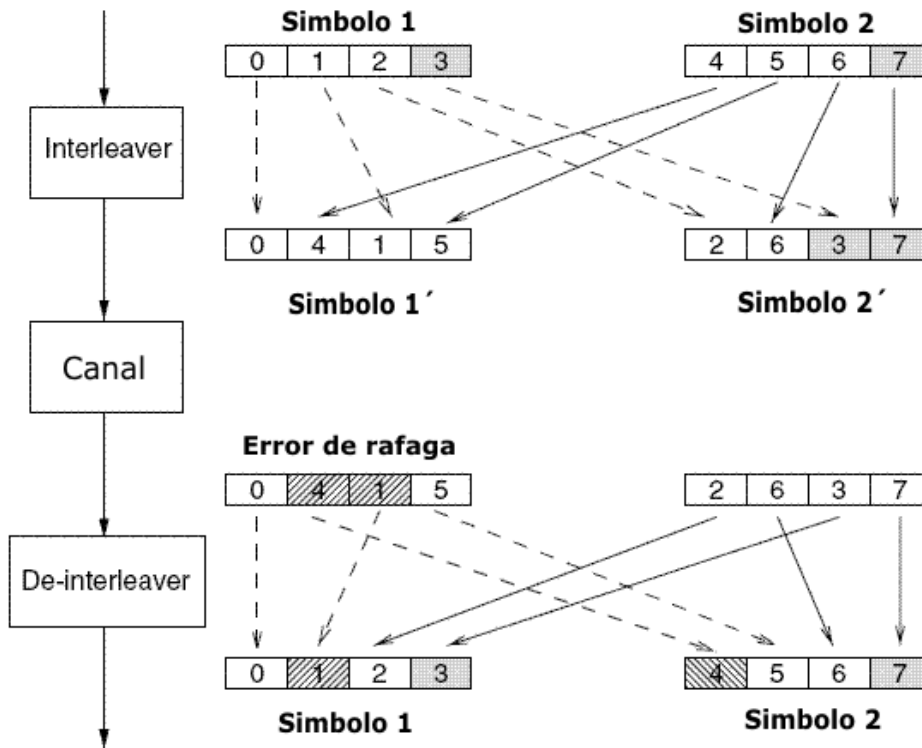 Simbolo 1 Simbolo 2
0 1 2 3 4 5 6 7
Interleaver
0 4 1 5 2 6 3 7
Simbolo 1´ Simbolo 2´
Canal
Error de rafaga
0 4 1 5 2 6 3 7
De-interleaver
0 1 2 3 4 5 6 7
Simbolo 1 Simbolo 2